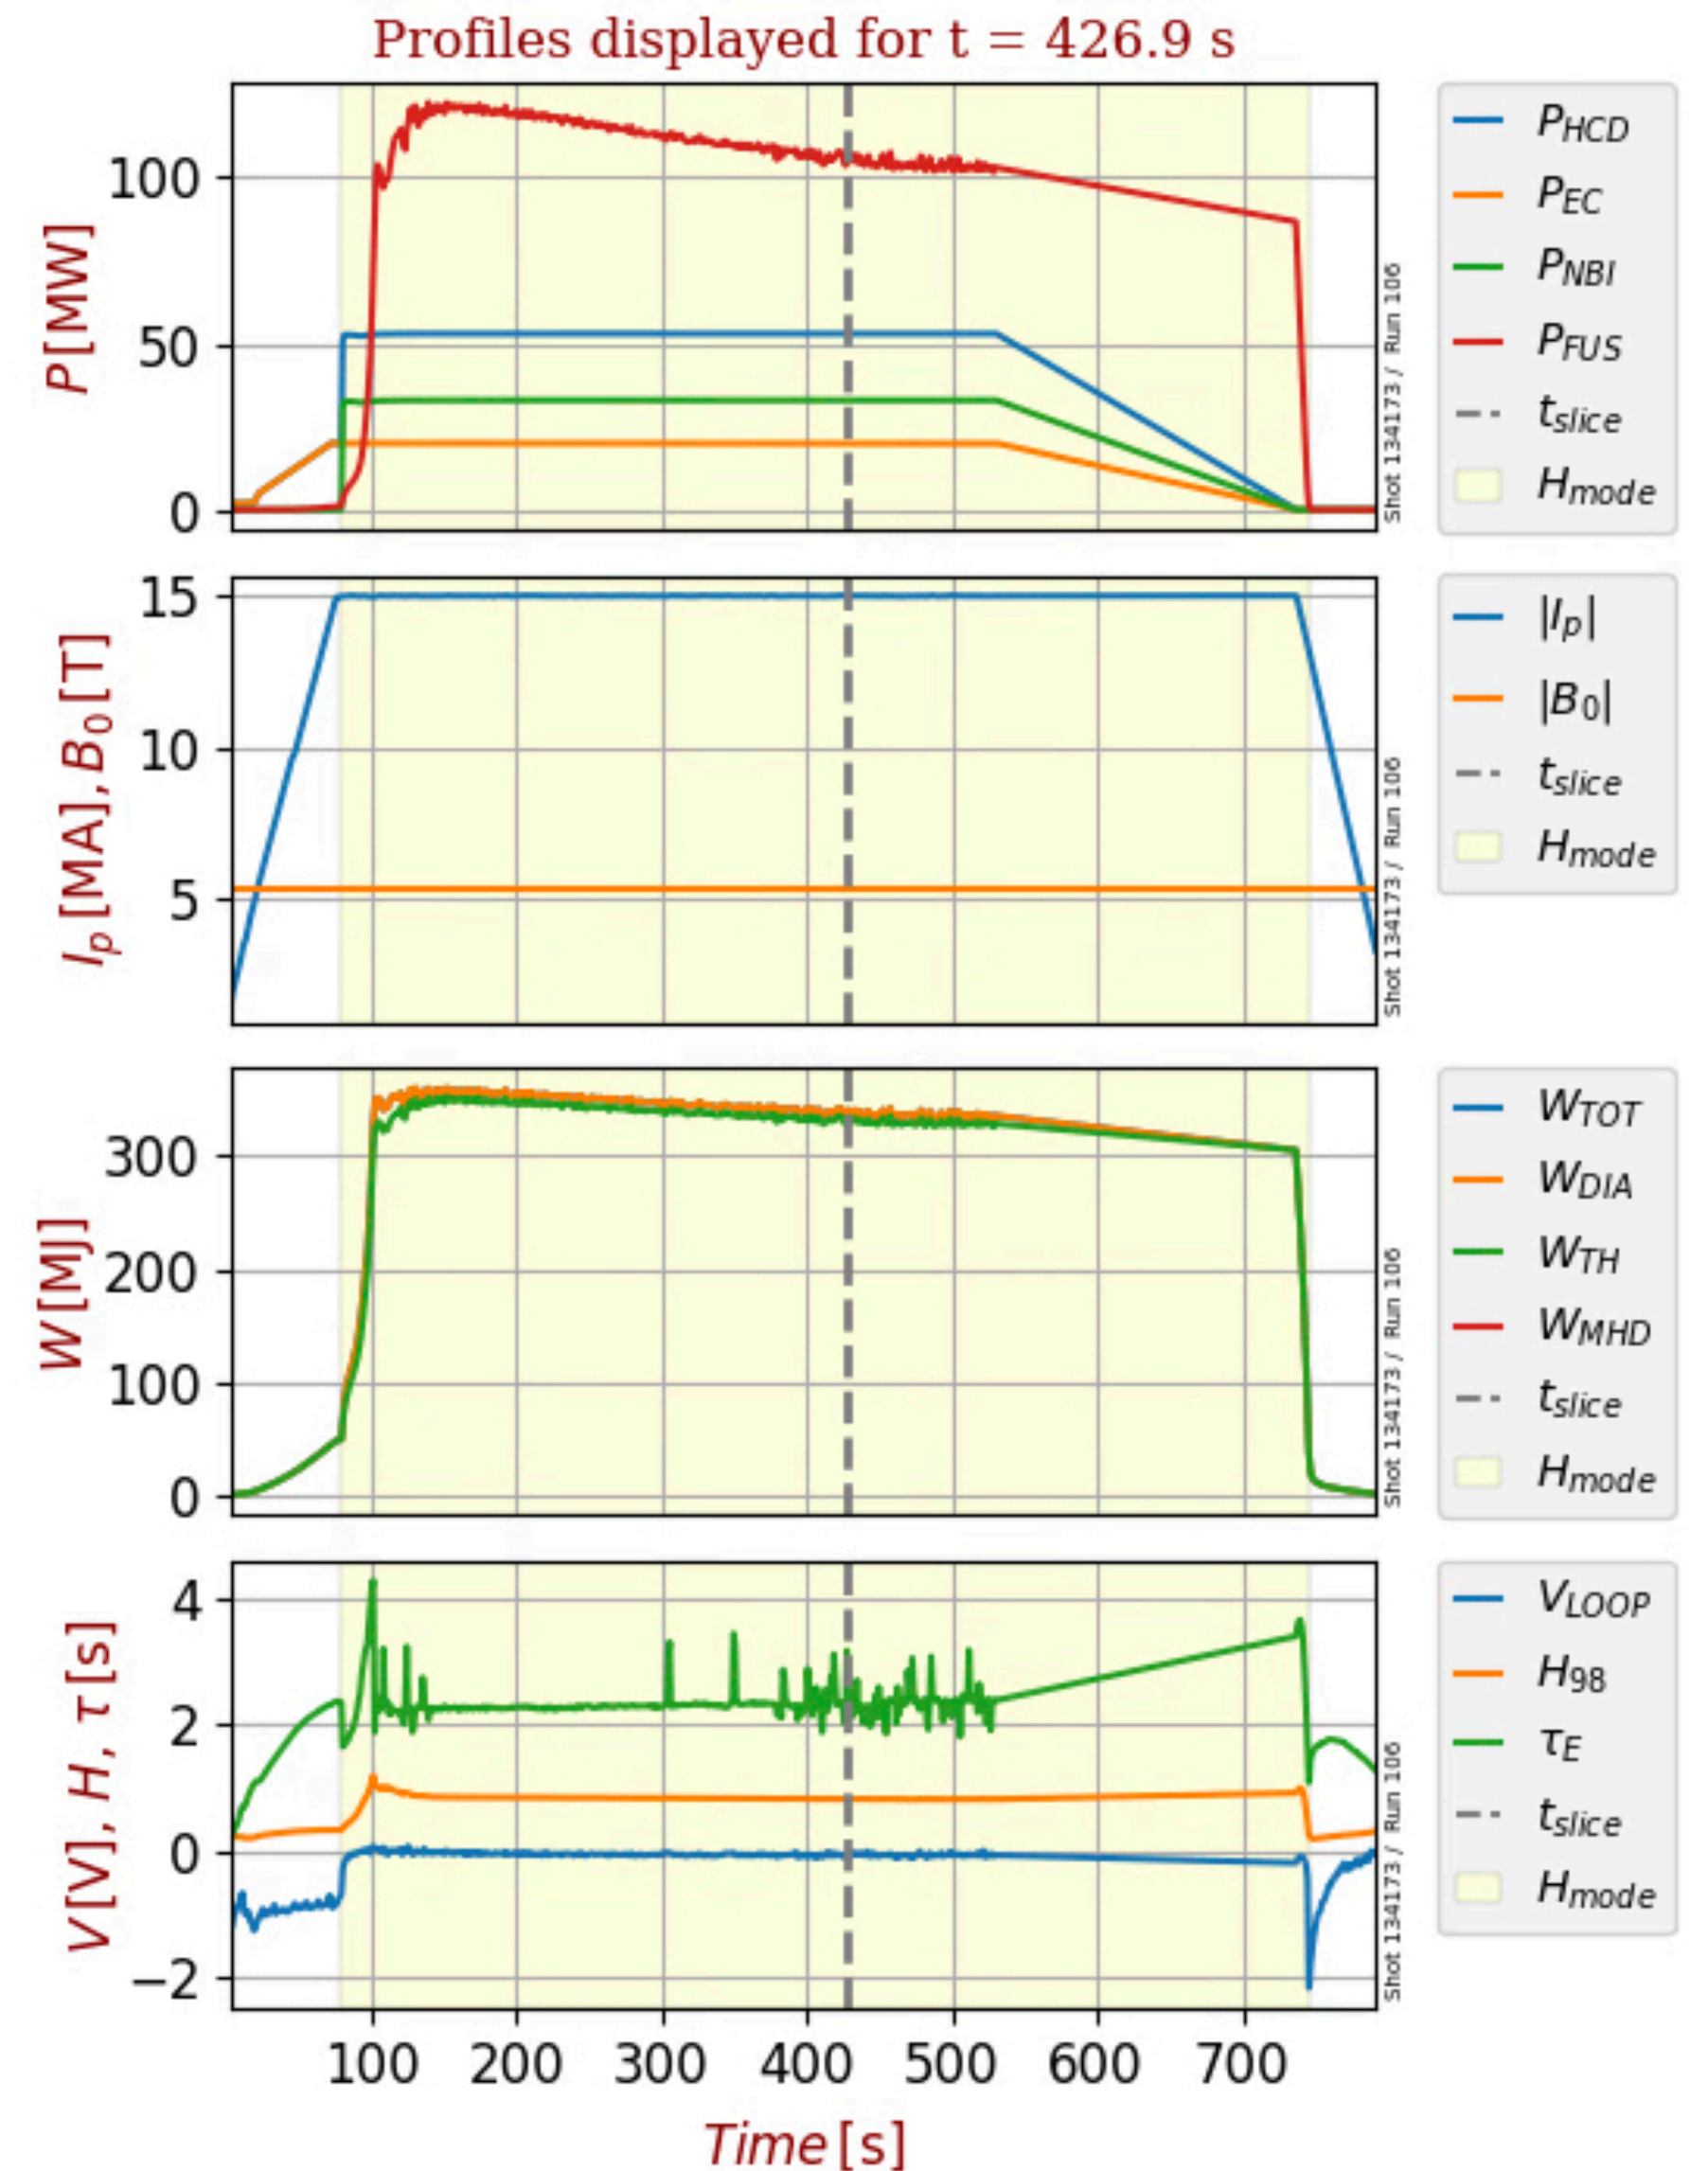 Profiles displayed for t = 426.9 s
P [MW]
100
50
0
Shot 134173 / Run 106
P_HCD
P_EC
P_NBI
P_FUS
t_slice
H_mode
I_p [MA], B_0 [T]
15
10
5
Shot 134173 / Run 106
|I_p|
|B_0|
t_slice
H_mode
W [MJ]
300
200
100
0
Shot 134173 / Run 106
W_TOT
W_DIA
W_TH
W_MHD
t_slice
H_mode
V [V], H, τ [s]
4
2
0
−2
Shot 134173 / Run 106
V_LOOP
H_98
τ_E
t_slice
H_mode
100 200 300 400 500 600 700
Time [s]